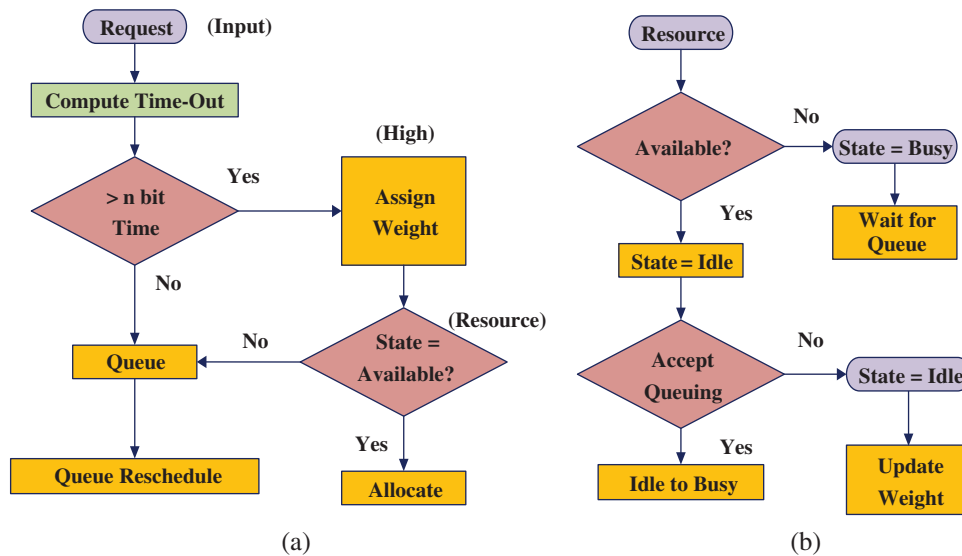 Request
(Input)
Compute Time-Out
> n bit
Time
Yes
(High)
Assign
Weight
No
(Resource)
State =
Available?
No
Queue
Yes
Queue Reschedule
Allocate
(a)
Resource
Available?
No
State = Busy
Wait for
Queue
Yes
State = Idle
Accept
Queuing
No
State = Idle
Update
Weight
Yes
Idle to Busy
(b)